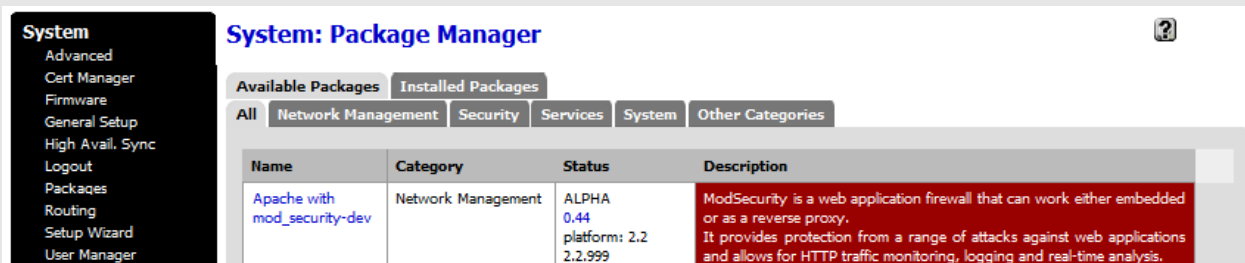 System
Advanced
Cert Manager
Firmware
General Setup
High Avail. Sync
Logout
Packages
Routing
Setup Wizard
User Manager
System: Package Manager
?
Available Packages Installed Packages
All Network Management Security Services System Other Categories
Name Category Status Description
Apache with
mod_security-dev
Network Management
ALPHA
0.44
platform: 2.2
2.2.999
ModSecurity is a web application firewall that can work either embedded
or as a reverse proxy.
It provides protection from a range of attacks against web applications
and allows for HTTP traffic monitoring, logging and real-time analysis.